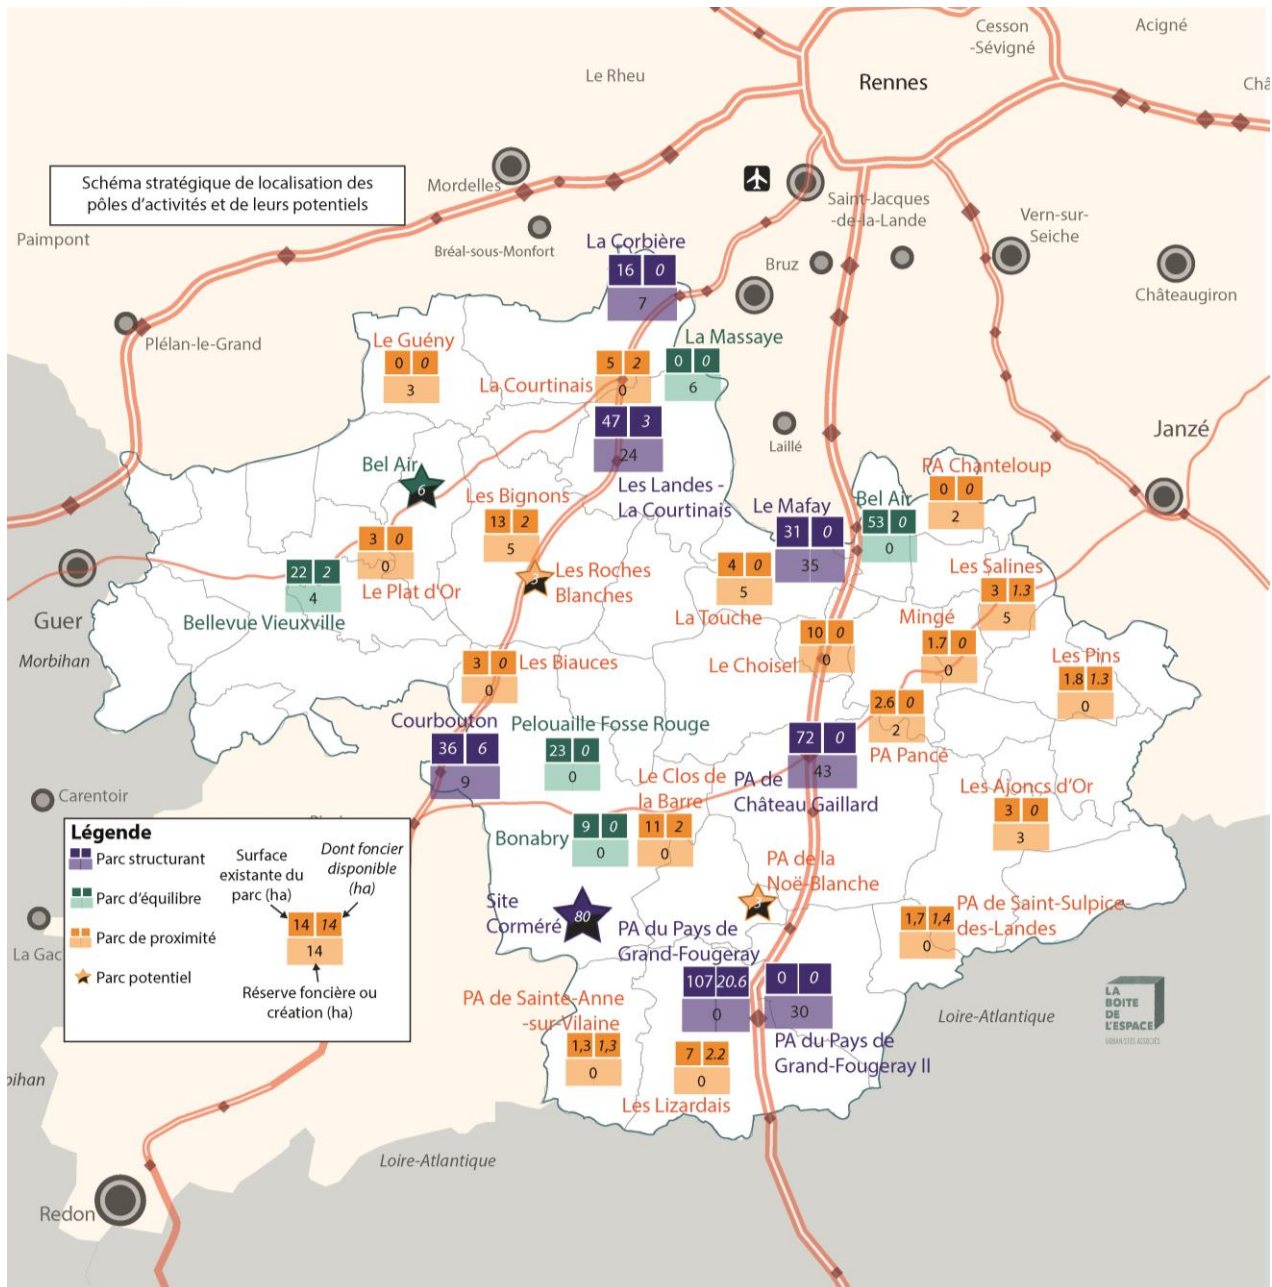 Cesson
-Sévigné
Acigné
Le Rheu
Rennes
Châ
Schéma stratégique de localisation des
pôles d'activités et de leurs potentiels
Mordelles
Saint-Jacques
-de-la-Lande
Vern-sur-
Seiche
Paimpont
Bréal-sous-Monfort
La Corbière
16 0
7
Bruz
Châteaugiron
Plélan-le-Grand
Le Guény
0 0
3
La Courtinais
5 2
0
La Massaye
0 0
6
47 3
24
Les Landes -
La Courtinais
Laillé
Janzé
Bel Air
6
Les Bignons
13 2
5
Le Mafay
31 0
35
Bel Air
53 0
0
PA Chanteloup
0 0
2
3 0
0
Le Plat d'Or
22 2
4
Bellevue Vieuxville
3
Les Roches
Blanches
4 0
5
La Touche
Les Salines
3 1.3
5
Guer
Morbihan
Mingé
1.7 0
0
10 0
0
Le Choisel
Les Pins
1.8 1.3
0
3 0
0
Les Biauces
2.6 0
2
PA Pancé
Courbouton
36 6
9
Pelouaille Fosse Rouge
23 0
0
72 0
43
PA de
Château Gaillard
Le Clos de
la Barre
11 2
0
Les Ajoncs d'Or
3 0
3
Carentoir
Bonabry
9 0
0
Légende
Parc structurant
Parc d'équilibre
Parc de proximité
Parc potentiel
Surface
existante du
parc (ha)
Dont foncier
disponible
(ha)
14 14
14
Réserve foncière ou
création (ha)
PA de la
Noë-Blanche
3
Site
Corméré
80
La Gac
PA du Pays de
Grand-Fougeray
107 20.6
0
0 0
30
PA du Pays de
Grand-Fougeray II
PA de Saint-Sulpice-
des-Landes
1,7 1,4
0
PA de Sainte-Anne
-sur-Vilaine
1,3 1,3
0
7 2.2
0
Les Lizardais
Loire-Atlantique
LA
BOITE
DE
L'ESPACE
URBANISTES ASSOCIÉS
rbihan
Loire-Atlantique
Redon